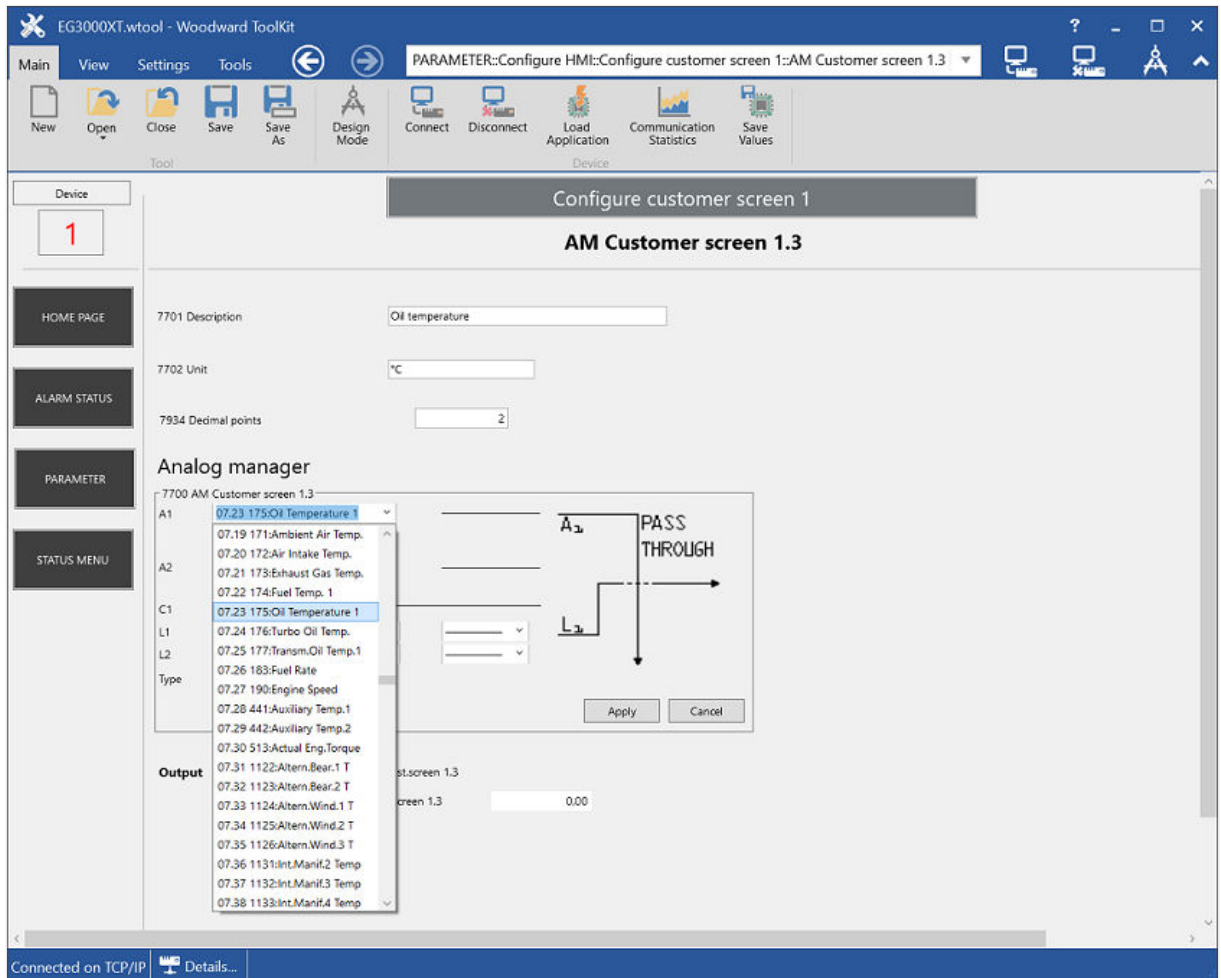 EG3000XT.wtool - Woodward ToolKit
?
Main View Settings Tools
PARAMETER::Configure HMI::Configure customer screen 1::AM Customer screen 1.3
New Open Close Save Save As Design Mode Connect Disconnect Load Application Communication Statistics Save Values
Tool Device
Device
1
Configure customer screen 1
AM Customer screen 1.3
HOME PAGE
ALARM STATUS
PARAMETER
STATUS MENU
7701 Description Oil temperature
7702 Unit °C
7934 Decimal points 2
Analog manager
7700 AM Customer screen 1.3
A1 07.23 175:Oil Temperature 1
A2
C1
L1
L2
Type
07.19 171:Ambient Air Temp.
07.20 172:Air Intake Temp.
07.21 173:Exhaust Gas Temp.
07.22 174:Fuel Temp. 1
07.23 175:Oil Temperature 1
07.24 176:Turbo Oil Temp.
07.25 177:Transm.Oil Temp.1
07.26 183:Fuel Rate
07.27 190:Engine Speed
07.28 441:Auxiliary Temp.1
07.29 442:Auxiliary Temp.2
07.30 513:Actual Eng.Torque
07.31 1122:Altern.Bear.1 T
07.32 1123:Altern.Bear.2 T
07.33 1124:Altern.Wind.1 T
07.34 1125:Altern.Wind.2 T
07.35 1126:Altern.Wind.3 T
07.36 1131:Int.Manif.2 Temp
07.37 1132:Int.Manif.3 Temp
07.38 1133:Int.Manif.4 Temp
A1 PASS
THROUGH
L1
Apply Cancel
Output st.screen 1.3
creen 1.3 0.00
Connected on TCP/IP Details...